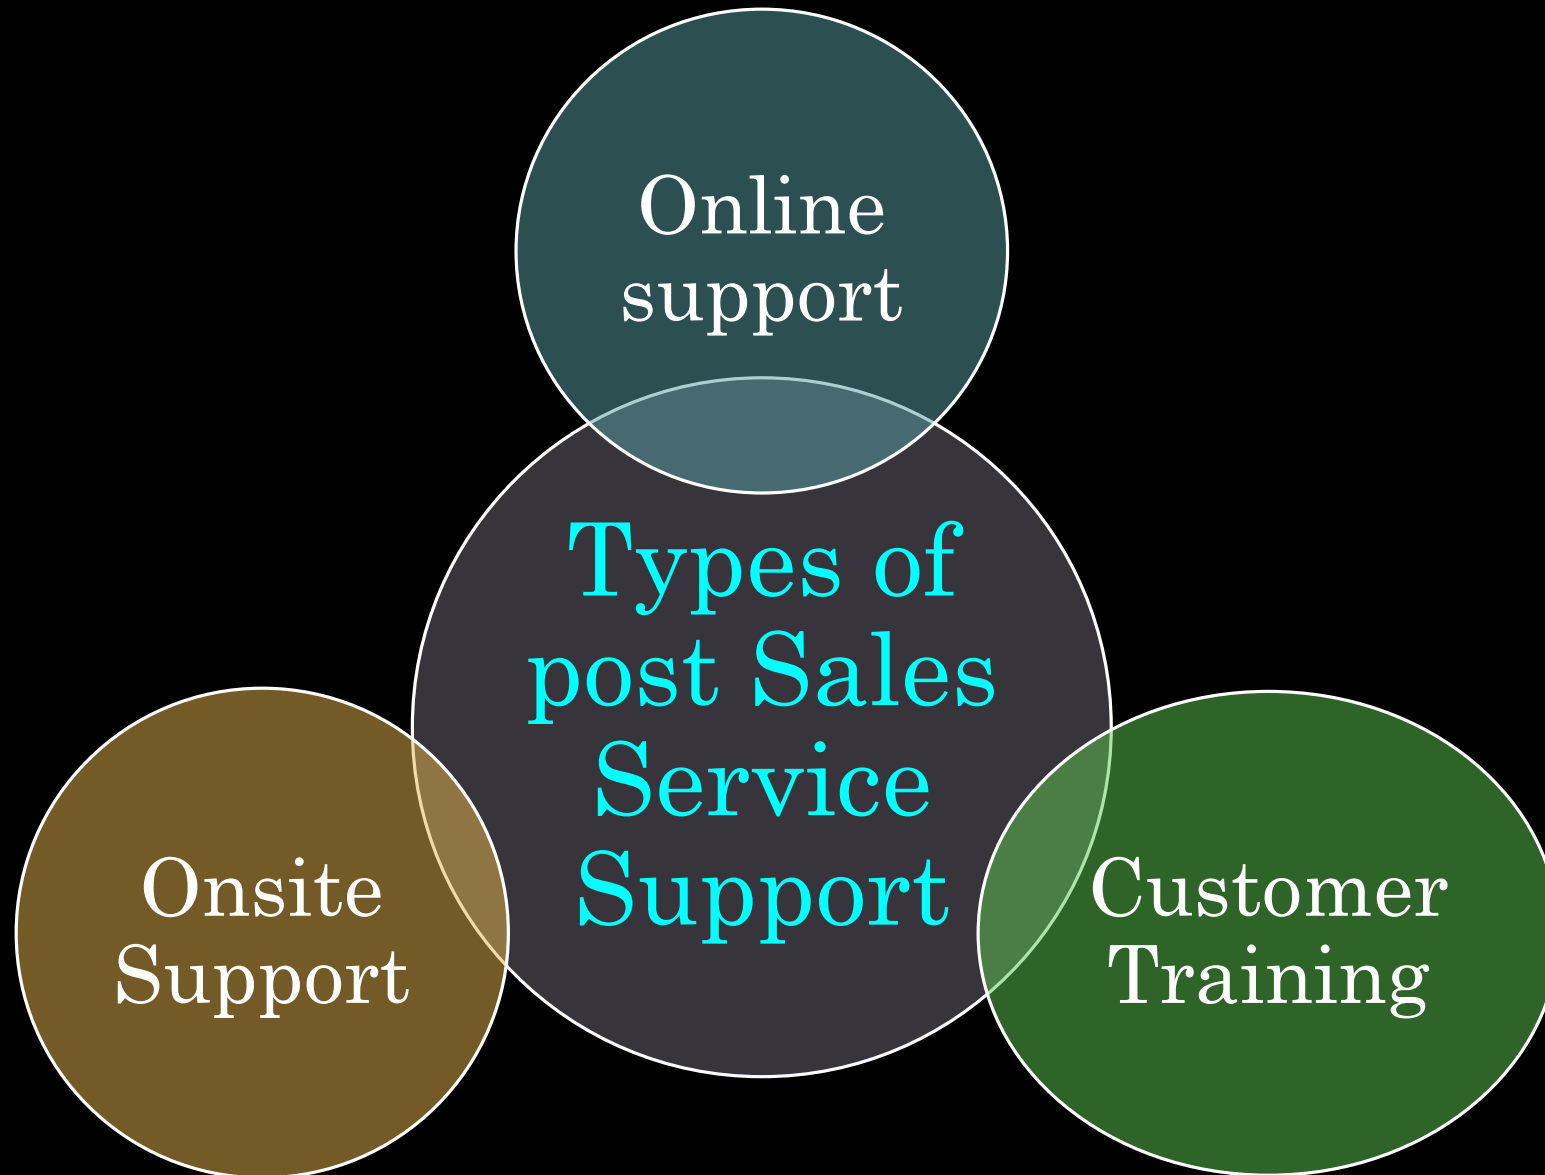 Online
support
Types of
post Sales
Service
Support
Onsite
Support
Customer
Training